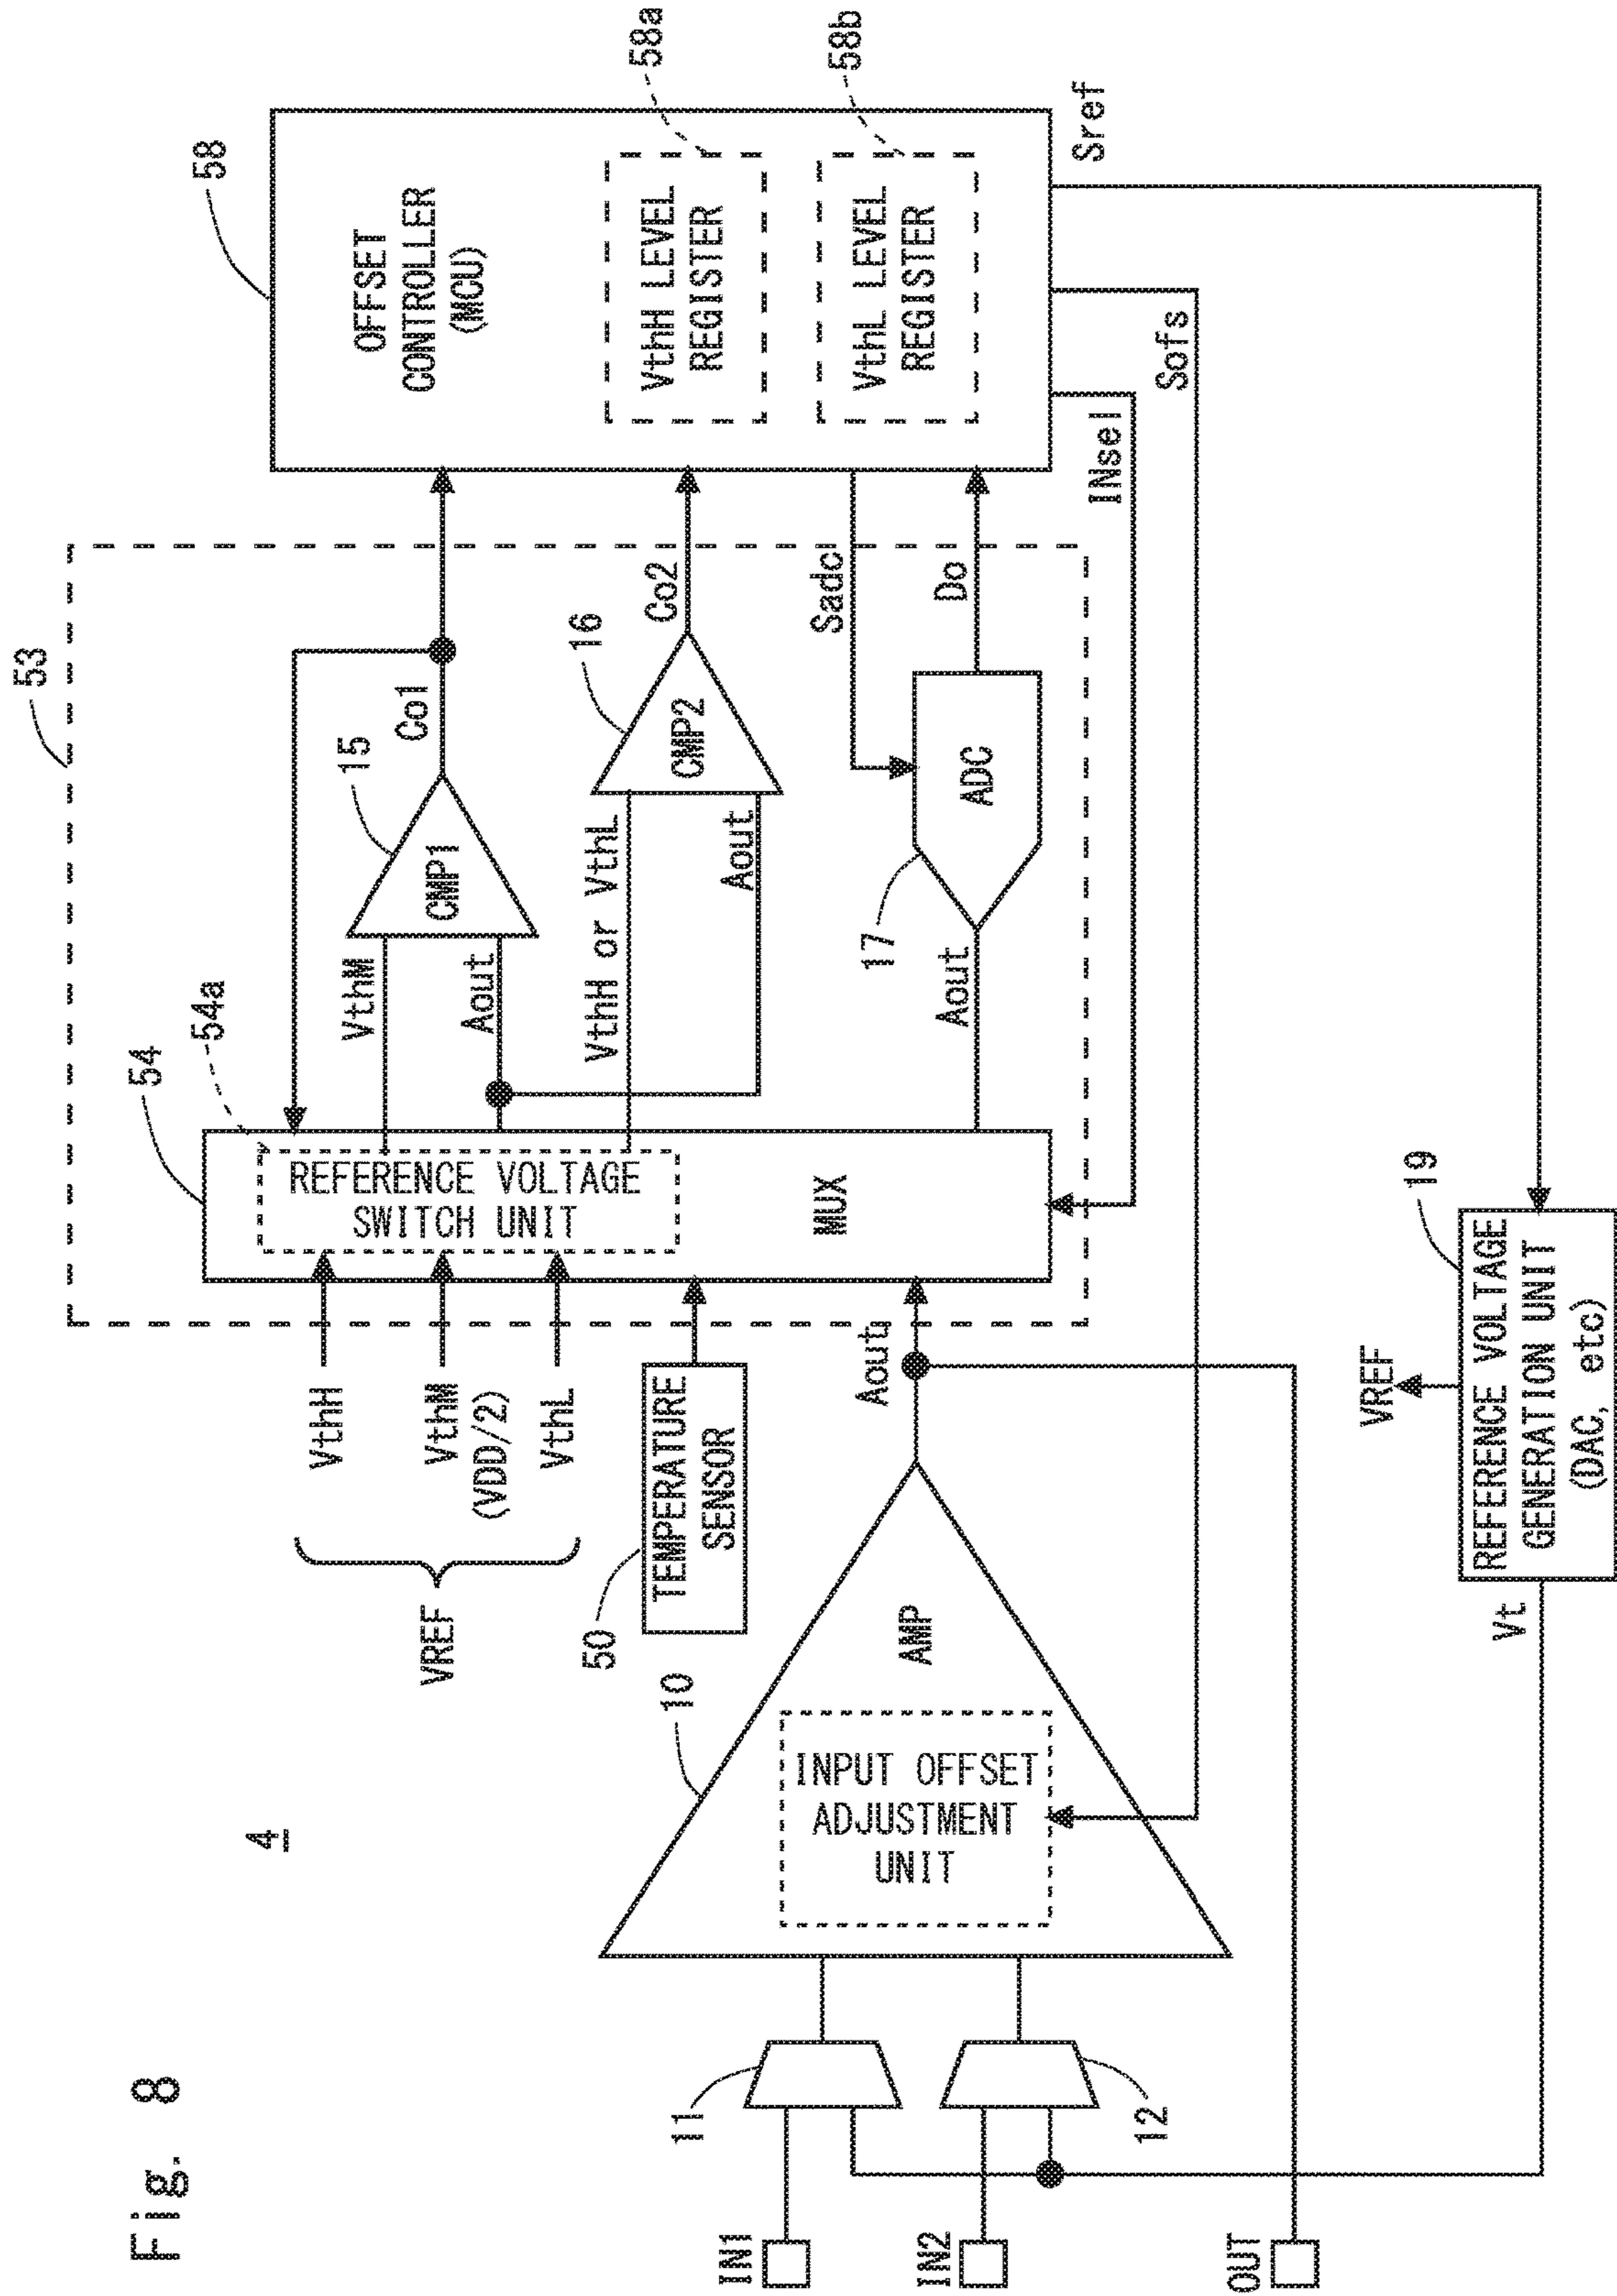 Fig. 8
4
53
54
54a
15
16
17
58
58a
58b
OFFSET
CONTROLLER
(MCU)
VthH LEVEL
REGISTER
VthL LEVEL
REGISTER
Co1
CMP1
VthM
Aout
Co2
CMP2
VthH or VthL
Aout
Sadc
Do
ADC
Aout
REFERENCE VOLTAGE
SWITCH UNIT
MUX
VREF
VthH
VthM
(VDD/2)
VthL
50
TEMPERATURE
SENSOR
Aout
10
AMP
INPUT OFFSET
ADJUSTMENT
UNIT
11
12
IN1
IN2
OUT
INsel
Sofs
Sref
VREF
19
REFERENCE VOLTAGE
GENERATION UNIT
(DAC, etc)
Vt